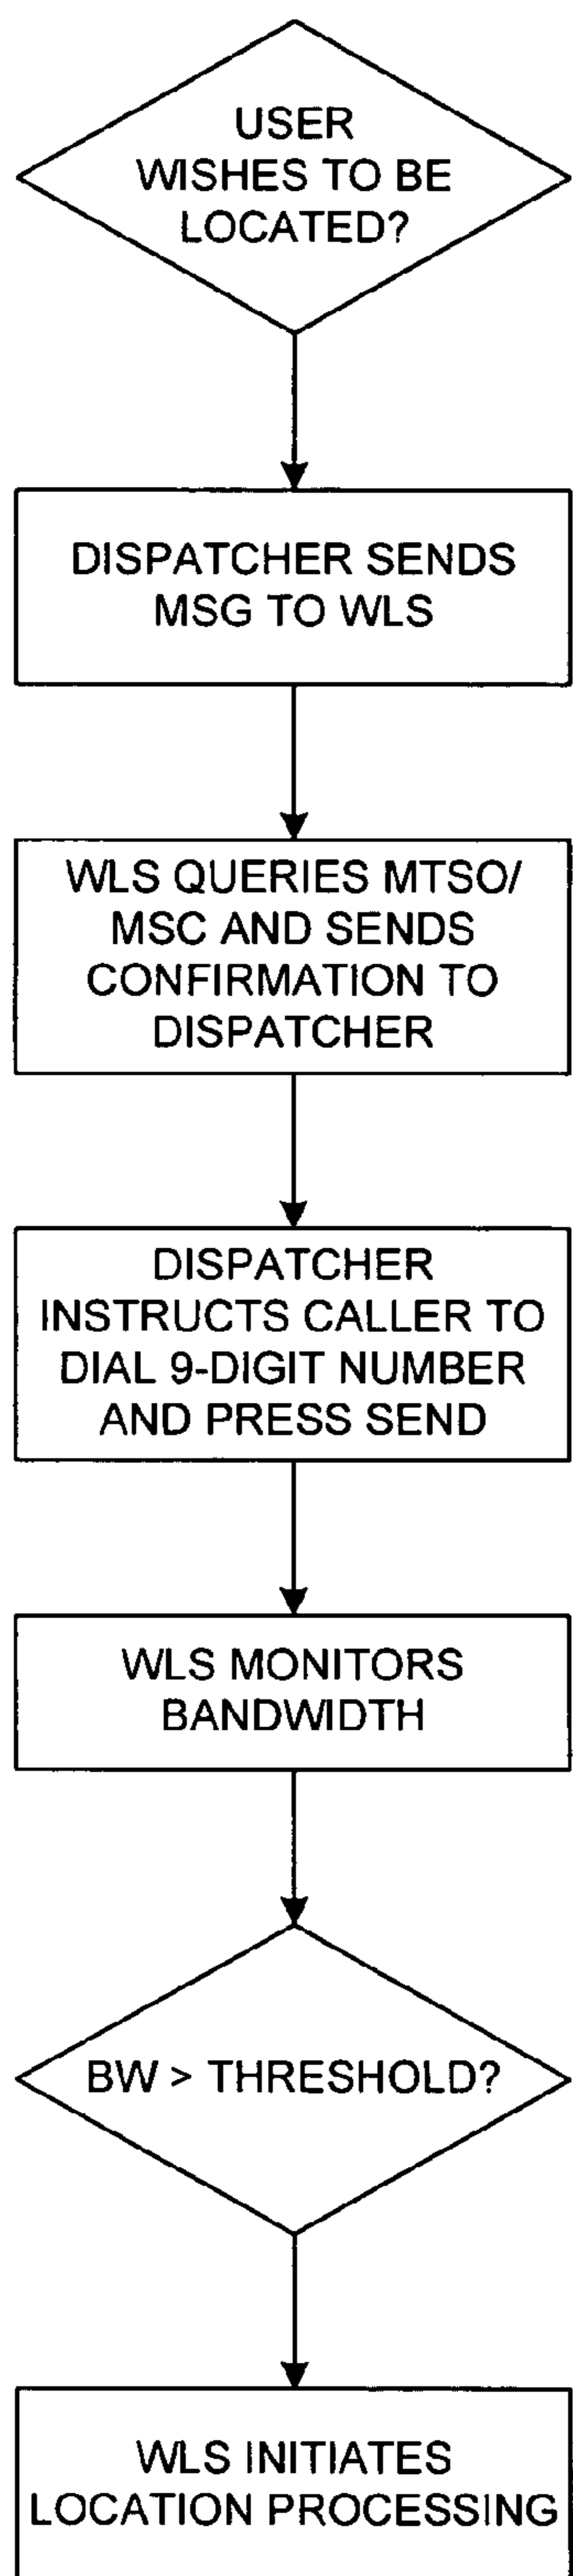 USER
WISHES TO BE
LOCATED?
DISPATCHER SENDS
MSG TO WLS
WLS QUERIES MTSO/
MSC AND SENDS
CONFIRMATION TO
DISPATCHER
DISPATCHER
INSTRUCTS CALLER TO
DIAL 9-DIGIT NUMBER
AND PRESS SEND
WLS MONITORS
BANDWIDTH
BW > THRESHOLD?
WLS INITIATES
LOCATION PROCESSING